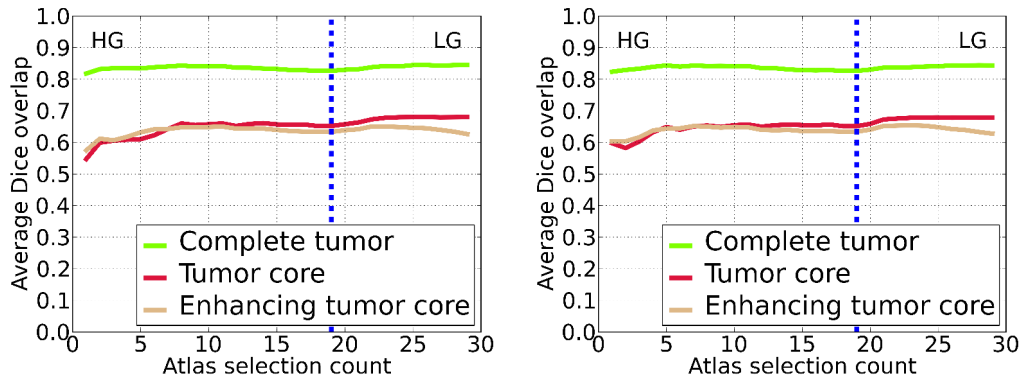 1.0
0.9
0.8
0.7
0.6
0.5
0.4
0.3
0.2
0.1
0.0
Average Dice overlap
HG LG
Complete tumor
Tumor core
Enhancing tumor core
0 5 10 15 20 25 30
Atlas selection count
1.0
0.9
0.8
0.7
0.6
0.5
0.4
0.3
0.2
0.1
0.0
Average Dice overlap
HG LG
Complete tumor
Tumor core
Enhancing tumor core
0 5 10 15 20 25 30
Atlas selection count